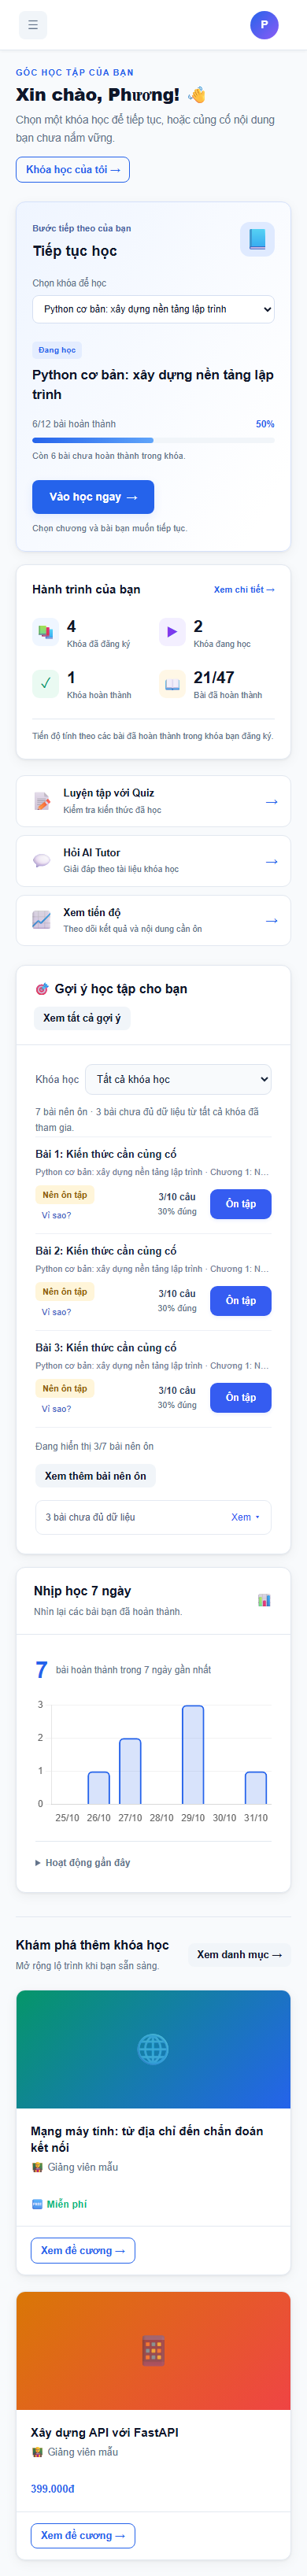 ☰
P
GÓC HỌC TẬP CỦA BẠN
Xin chào, Phương! 👋
Chọn một khóa học để tiếp tục, hoặc củng cố nội dung
bạn chưa nắm vững.
Khóa học của tôi →
Bước tiếp theo của bạn
Tiếp tục học
Chọn khóa để học
Python cơ bản: xây dựng nền tảng lập trình
Đang học
Python cơ bản: xây dựng nền tảng lập
trình
6/12 bài hoàn thành
50%
Còn 6 bài chưa hoàn thành trong khóa.
Vào học ngay →
Chọn chương và bài bạn muốn tiếp tục.
Hành trình của bạn
Xem chi tiết →
4
Khóa đã đăng ký
2
Khóa đang học
1
Khóa hoàn thành
21/47
Bài đã hoàn thành
Tiến độ tính theo các bài đã hoàn thành trong khóa bạn đăng ký.
Luyện tập với Quiz
Kiểm tra kiến thức đã học
→
Hỏi AI Tutor
Giải đáp theo tài liệu khóa học
→
Xem tiến độ
Theo dõi kết quả và nội dung cần ôn
→
🎯 Gợi ý học tập cho bạn
Xem tất cả gợi ý
Khóa học
Tất cả khóa học
7 bài nên ôn · 3 bài chưa đủ dữ liệu từ tất cả khóa đã
tham gia.
Bài 1: Kiến thức cần củng cố
Python cơ bản: xây dựng nền tảng lập trình · Chương 1: N...
Nên ôn tập
Vì sao?
3/10 câu
30% đúng
Ôn tập
Bài 2: Kiến thức cần củng cố
Python cơ bản: xây dựng nền tảng lập trình · Chương 1: N...
Nên ôn tập
Vì sao?
3/10 câu
30% đúng
Ôn tập
Bài 3: Kiến thức cần củng cố
Python cơ bản: xây dựng nền tảng lập trình · Chương 1: N...
Nên ôn tập
Vì sao?
3/10 câu
30% đúng
Ôn tập
Đang hiển thị 3/7 bài nên ôn
Xem thêm bài nên ôn
3 bài chưa đủ dữ liệu
Xem
Nhịp học 7 ngày
Nhìn lại các bài bạn đã hoàn thành.
7 bài hoàn thành trong 7 ngày gần nhất
3
2
1
0
25/10 26/10 27/10 28/10 29/10 30/10 31/10
▶ Hoạt động gần đây
Khám phá thêm khóa học
Mở rộng lộ trình khi bạn sẵn sàng.
Xem danh mục →
Mạng máy tính: từ địa chỉ đến chẩn đoán
kết nối
Giảng viên mẫu
Miễn phí
Xem đề cương →
Xây dựng API với FastAPI
Giảng viên mẫu
399.000đ
Xem đề cương →